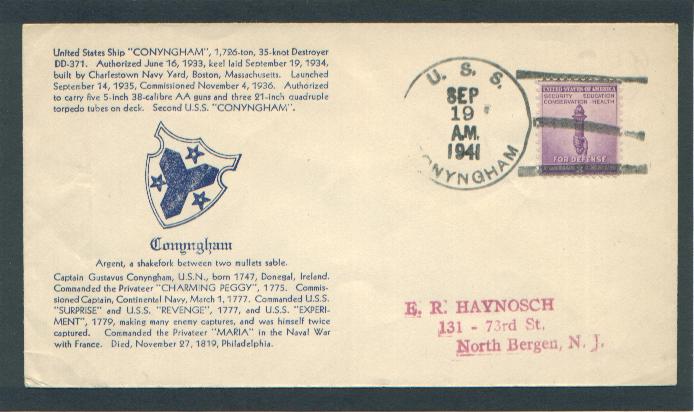 United States Ship "CONYNGHAM", 1,726-ton, 35-knot Destroyer
DD-371. Authorized June 16, 1933, keel laid September 19, 1934,
built by Charlestown Navy Yard, Boston, Massachusetts. Launched
September 14, 1935, Commissioned November 4, 1936. Authorized
to carry five 5-inch 38-calibre AA guns and three 21-inch quadruple
torpedo tubes on deck. Second U.S.S. "CONYNGHAM".
Conyngham
Argent, a shakefork between two mullets sable.
Captain Gustavus Conyngham, U.S.N., born 1747, Donegal, Ireland.
Commanded the Privateer "CHARMING PEGGY", 1775. Commis-
sioned Captain, Continental Navy, March 1, 1777. Commanded U.S.S.
"SURPRISE" and U.S.S. "REVENGE", 1777, and U.S.S. "EXPERI-
MENT", 1779, making many enemy captures, and was himself twice
captured. Commanded the Privateer "MARIA" in the Naval War
with France. Died, November 27, 1819, Philadelphia.
U. S. S.
SEP
19
A.M.
1941
CONYNGHAM
UNITED STATES OF AMERICA
SECURITY EDUCATION
CONSERVATION HEALTH
FOR DEFENSE
E. R. HAYNOSCH
131 - 73rd St.
North Bergen, N. J.